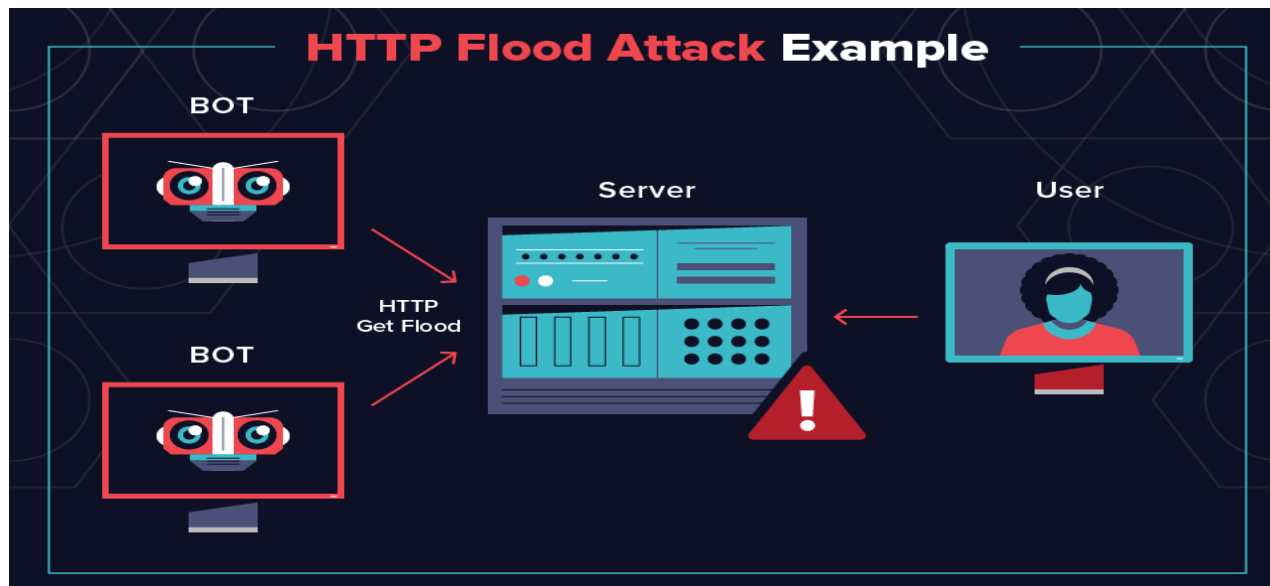 HTTP Flood Attack Example
BOT
Server
User
HTTP
Get Flood
BOT